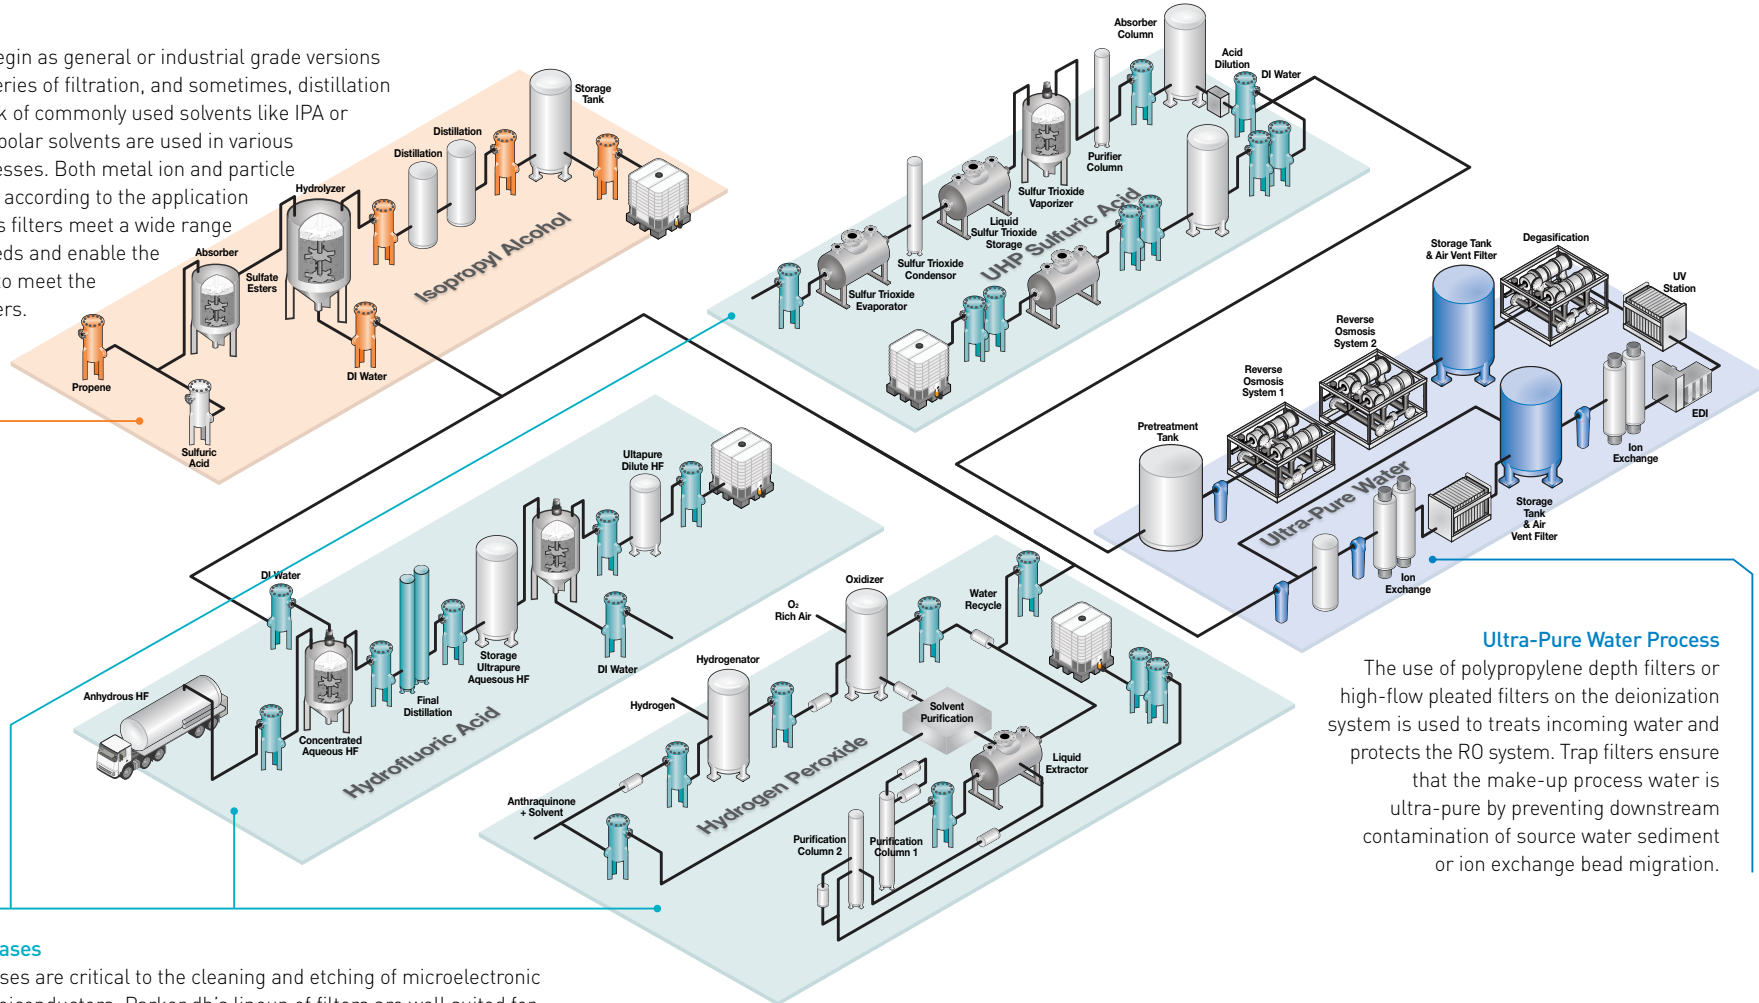 egin as general or industrial grade versions
eries of filtration, and sometimes, distillation
k of commonly used solvents like IPA or
polar solvents are used in various
esses. Both metal ion and particle
according to the application
s filters meet a wide range
eds and enable the
to meet the
ers.
Propene
Sulfuric
Acid
Absorber
Sulfate
Esters
Hydrolyzer
DI Water
Distillation
Distillation
Storage
Tank
Isopropyl Alcohol
Sulfur Trioxide
Evaporator
Sulfur Trioxide
Condensor
Liquid
Sulfur Trioxide
Storage
Sulfur Trioxide
Vaporizer
Purifier
Column
Absorber
Column
Acid
Dilution
DI Water
UHP Sulfuric Acid
Pretreatment
Tank
Reverse
Osmosis
System 1
Reverse
Osmosis
System 2
Storage Tank
& Air Vent Filter
Degasification
UV
Station
EDI
Ion
Exchange
Storage
Tank
& Air
Vent Filter
Ion
Exchange
Ultra-Pure Water
Anhydrous HF
DI Water
Concentrated
Aqueous HF
Final
Distillation
Storage
Ultrapure
Aquesous HF
DI Water
Ultapure
Dilute HF
Hydrofluoric Acid
Anthraquinone
+ Solvent
Hydrogen
Hydrogenator
O₂
Rich Air
Oxidizer
Water
Recycle
Solvent
Purification
Liquid
Extractor
Purification
Column 2
Purification
Column 1
Hydrogen Peroxide
Ultra-Pure Water Process
The use of polypropylene depth filters or
high-flow pleated filters on the deionization
system is used to treats incoming water and
protects the RO system. Trap filters ensure
that the make-up process water is
ultra-pure by preventing downstream
contamination of source water sediment
or ion exchange bead migration.
ases
ses are critical to the cleaning and etching of microelectronic